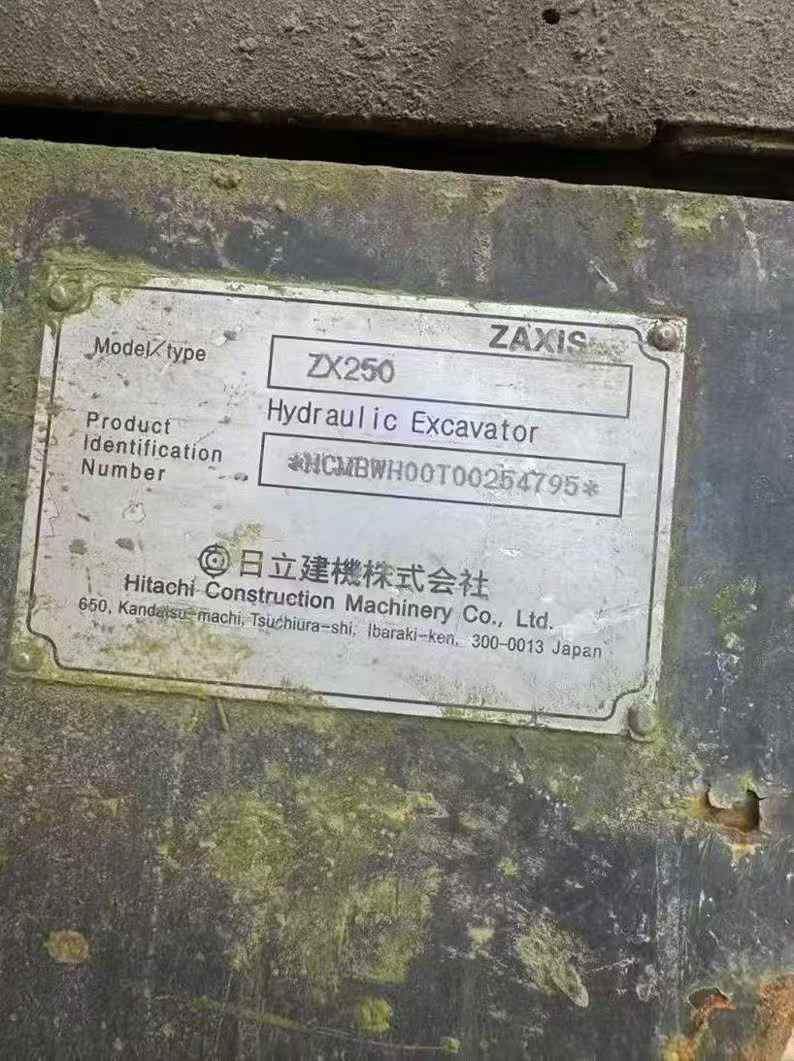 ZAXIS
Model/type
ZX250
Hydraulic Excavator
Product
Identification
Number
*HCMBWH00T00254795*
日立建機株式会社
Hitachi Construction Machinery Co., Ltd.
650, Kandatsu-machi, Tsuchiura-shi, Ibaraki-ken, 300-0013 Japan